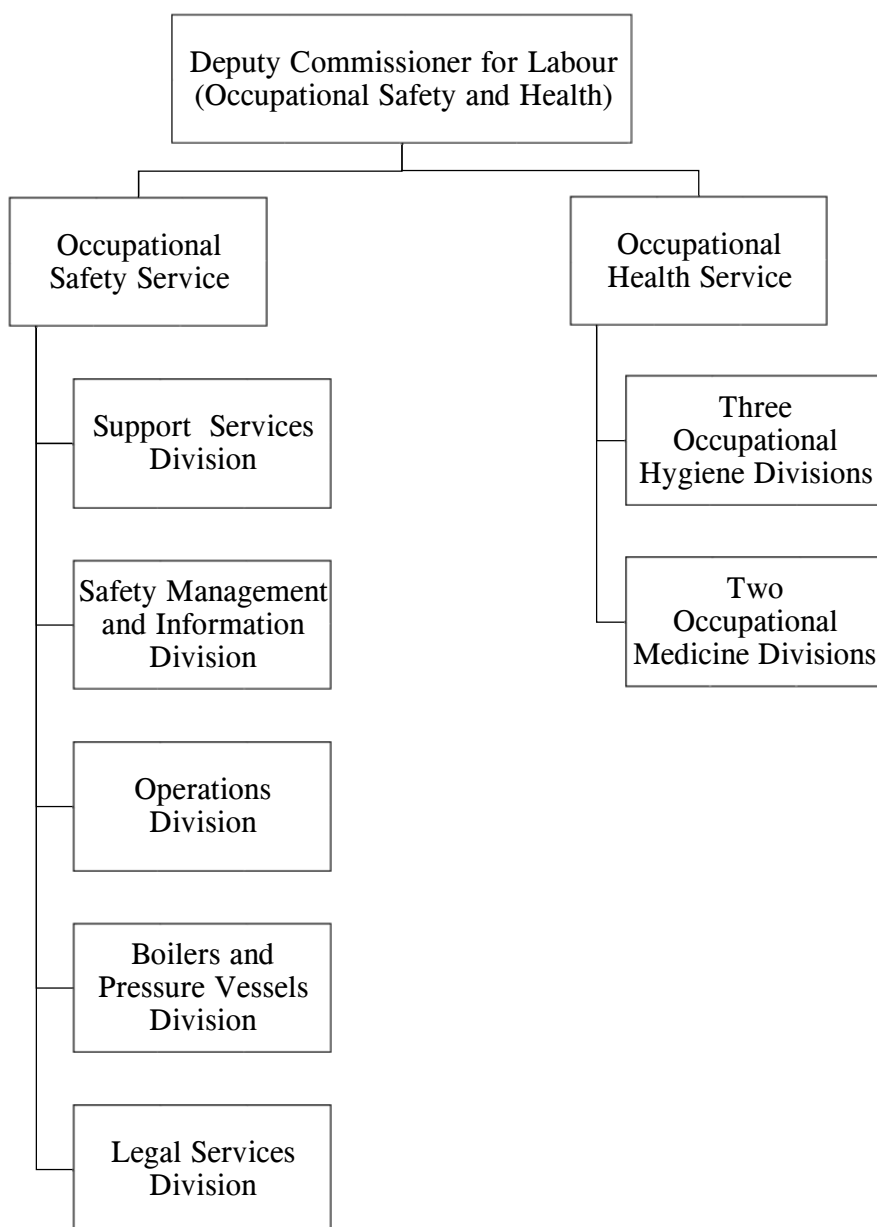 Deputy Commissioner for Labour
(Occupational Safety and Health)
Occupational
Safety Service
Occupational
Health Service
Support Services
Division
Safety Management
and Information
Division
Operations
Division
Boilers and
Pressure Vessels
Division
Legal Services
Division
Three
Occupational
Hygiene Divisions
Two
Occupational
Medicine Divisions